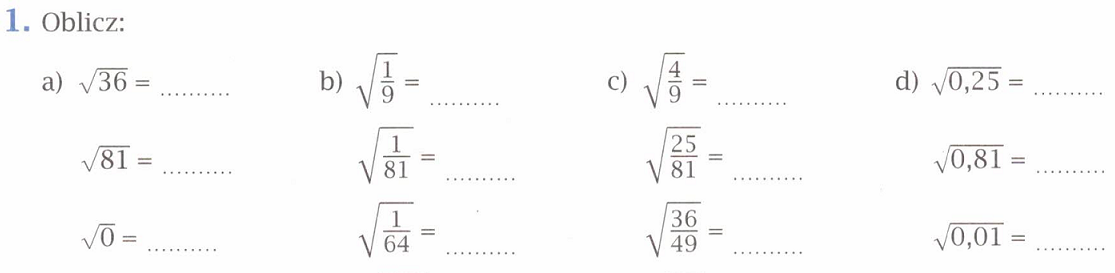 1. Oblicz:
a) √36 = .......... b) √(1/9) = .......... c) √(4/9) = .......... d) √0,25 = ..........
√81 = .......... √(1/81) = .......... √(25/81) = .......... √0,81 = ..........
√0 = .......... √(1/64) = .......... √(36/49) = .......... √0,01 = ..........